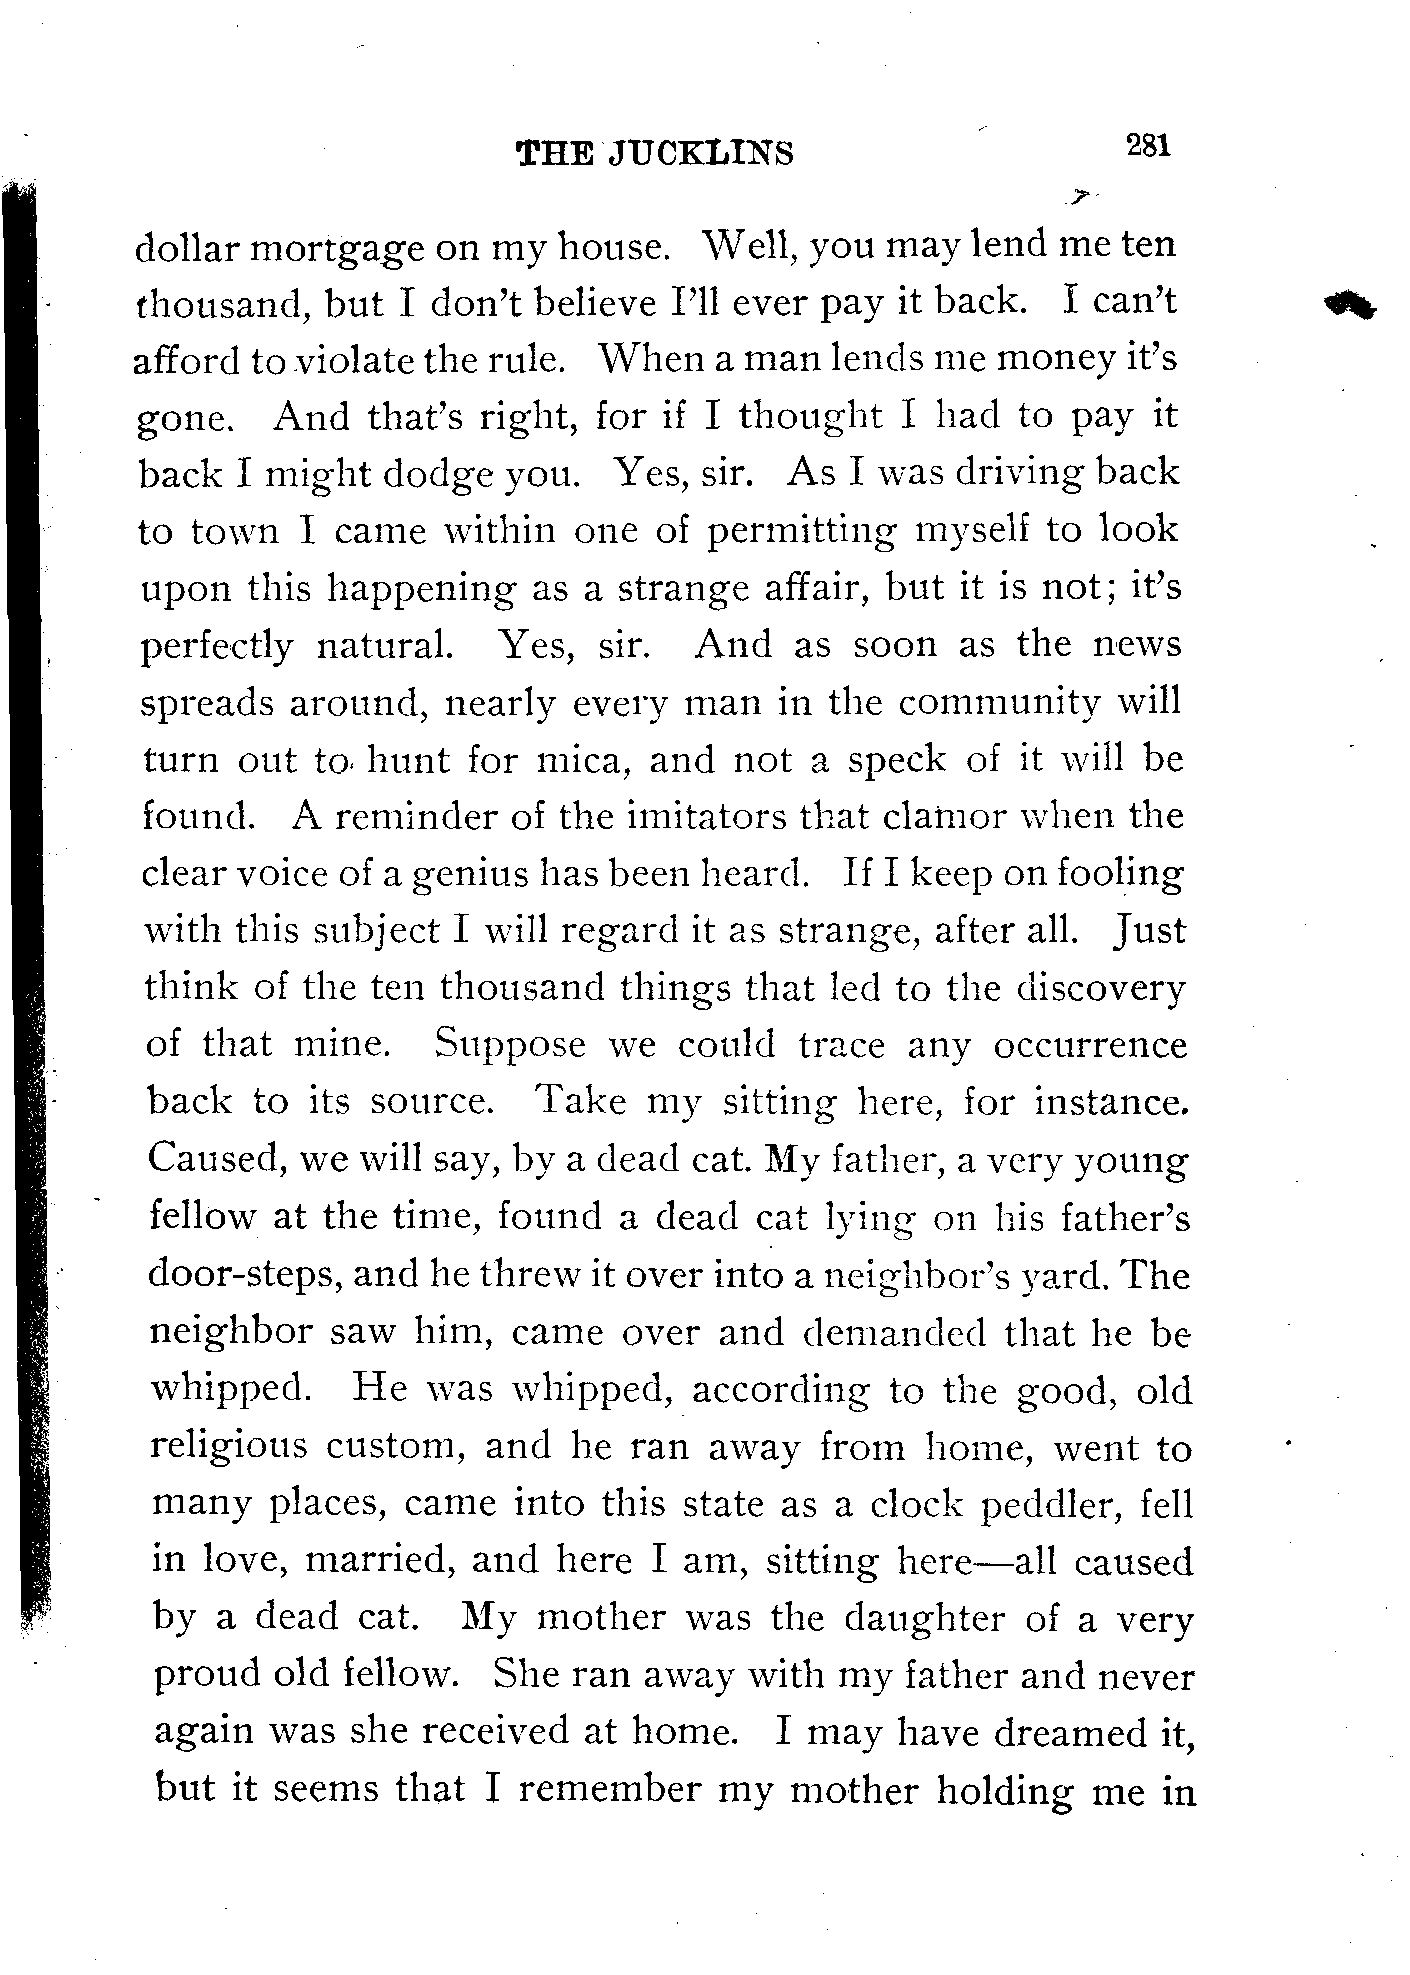 THE JUCKLINS 281
dollar mortgage on my house. Well, you may lend me ten
thousand, but I don't believe I'll ever pay it back. I can't
afford to violate the rule. When a man lends me money it's
gone. And that's right, for if I thought I had to pay it
back I might dodge you. Yes, sir. As I was driving back
to town I came within one of permitting myself to look
upon this happening as a strange affair, but it is not; it's
perfectly natural. Yes, sir. And as soon as the news
spreads around, nearly every man in the community will
turn out to hunt for mica, and not a speck of it will be
found. A reminder of the imitators that clamor when the
clear voice of a genius has been heard. If I keep on fooling
with this subject I will regard it as strange, after all. Just
think of the ten thousand things that led to the discovery
of that mine. Suppose we could trace any occurrence
back to its source. Take my sitting here, for instance.
Caused, we will say, by a dead cat. My father, a very young
fellow at the time, found a dead cat lying on his father's
door-steps, and he threw it over into a neighbor's yard. The
neighbor saw him, came over and demanded that he be
whipped. He was whipped, according to the good, old
religious custom, and he ran away from home, went to
many places, came into this state as a clock peddler, fell
in love, married, and here I am, sitting here—all caused
by a dead cat. My mother was the daughter of a very
proud old fellow. She ran away with my father and never
again was she received at home. I may have dreamed it,
but it seems that I remember my mother holding me in